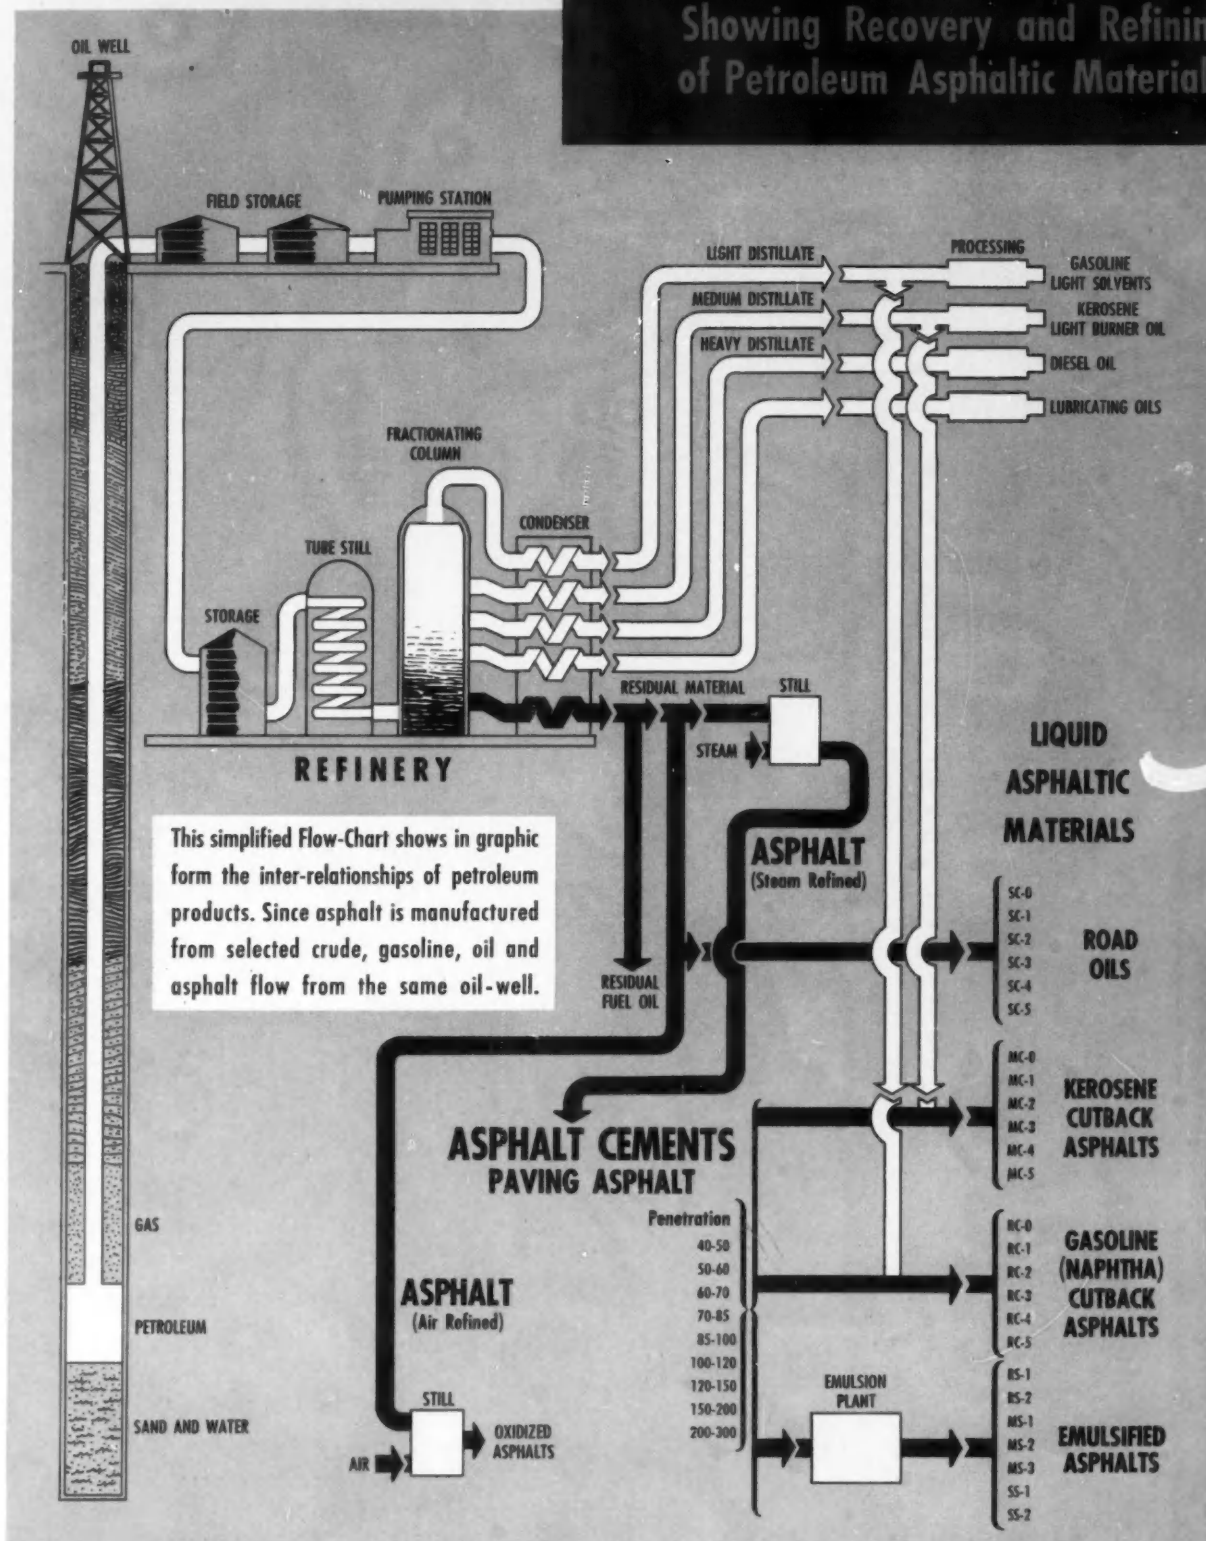 Showing Recovery and Refinin
of Petroleum Asphaltic Material
OIL WELL
FIELD STORAGE
PUMPING STATION
LIGHT DISTILLATE
PROCESSING
GASOLINE
LIGHT SOLVENTS
MEDIUM DISTILLATE
KEROSENE
LIGHT BURNER OIL
HEAVY DISTILLATE
DIESEL OIL
LUBRICATING OILS
FRACTIONATING
COLUMN
CONDENSER
TUBE STILL
STORAGE
RESIDUAL MATERIAL
STILL
STEAM
REFINERY
LIQUID
ASPHALTIC
MATERIALS
This simplified Flow-Chart shows in graphic
form the inter-relationships of petroleum
products. Since asphalt is manufactured
from selected crude, gasoline, oil and
asphalt flow from the same oil-well.
ASPHALT
(Steam Refined)
RESIDUAL
FUEL OIL
SC-0
SC-1
SC-2
SC-3
SC-4
SC-5
ROAD
OILS
MC-0
MC-1
MC-2
MC-3
MC-4
MC-5
KEROSENE
CUTBACK
ASPHALTS
ASPHALT CEMENTS
PAVING ASPHALT
Penetration
40-50
50-60
60-70
70-85
85-100
100-120
120-150
150-200
200-300
RC-0
RC-1
RC-2
RC-3
RC-4
RC-5
GASOLINE
(NAPHTHA)
CUTBACK
ASPHALTS
GAS
PETROLEUM
SAND AND WATER
ASPHALT
(Air Refined)
STILL
AIR
OXIDIZED
ASPHALTS
EMULSION
PLANT
RS-1
RS-2
MS-1
MS-2
MS-3
SS-1
SS-2
EMULSIFIED
ASPHALTS